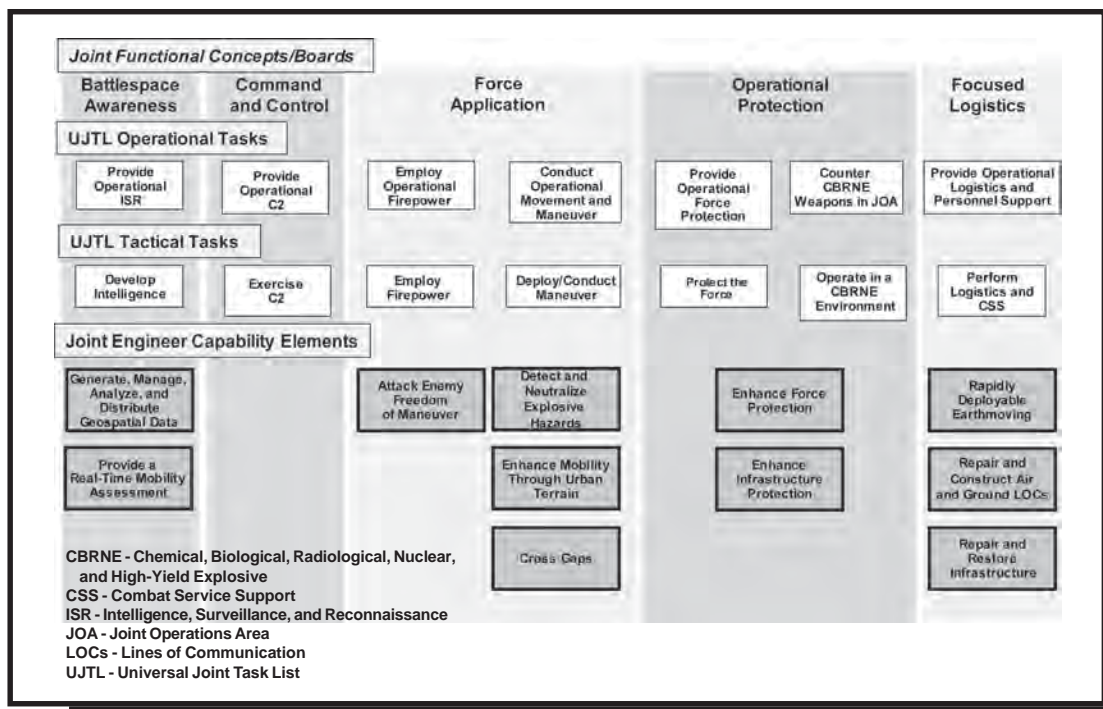 Joint Functional Concepts/Boards
Battlespace
Awareness
Command
and Control
Force
Application
Operational
Protection
Focused
Logistics
UJTL Operational Tasks
Provide
Operational
ISR
Provide
Operational
C2
Employ
Operational
Firepower
Conduct
Operational
Movement and
Maneuver
Provide
Operational
Force
Protection
Counter
CBRNE
Weapons in JOA
Provide Operational
Logistics and
Personnel Support
UJTL Tactical Tasks
Develop
Intelligence
Exercise
C2
Employ
Firepower
Deploy/Conduct
Maneuver
Protect the
Force
Operate in a
CBRNE
Environment
Perform
Logistics and
CSS
Joint Engineer Capability Elements
Generate, Manage,
Analyze, and
Distribute
Geospatial Data
Attack Enemy
Freedom
of Maneuver
Detect and
Neutralize
Explosive
Hazards
Enhance Force
Protection
Rapidly
Deployable
Earthmoving
Provide a
Real-Time Mobility
Assessment
Enhance Mobility
Through Urban
Terrain
Enhance
Infrastructure
Protection
Repair and
Construct Air
and Ground LOCs
Cross Gaps
Repair and
Restore
Infrastructure
CBRNE - Chemical, Biological, Radiological, Nuclear,
and High-Yield Explosive
CSS - Combat Service Support
ISR - Intelligence, Surveillance, and Reconnaissance
JOA - Joint Operations Area
LOCs - Lines of Communication
UJTL - Universal Joint Task List